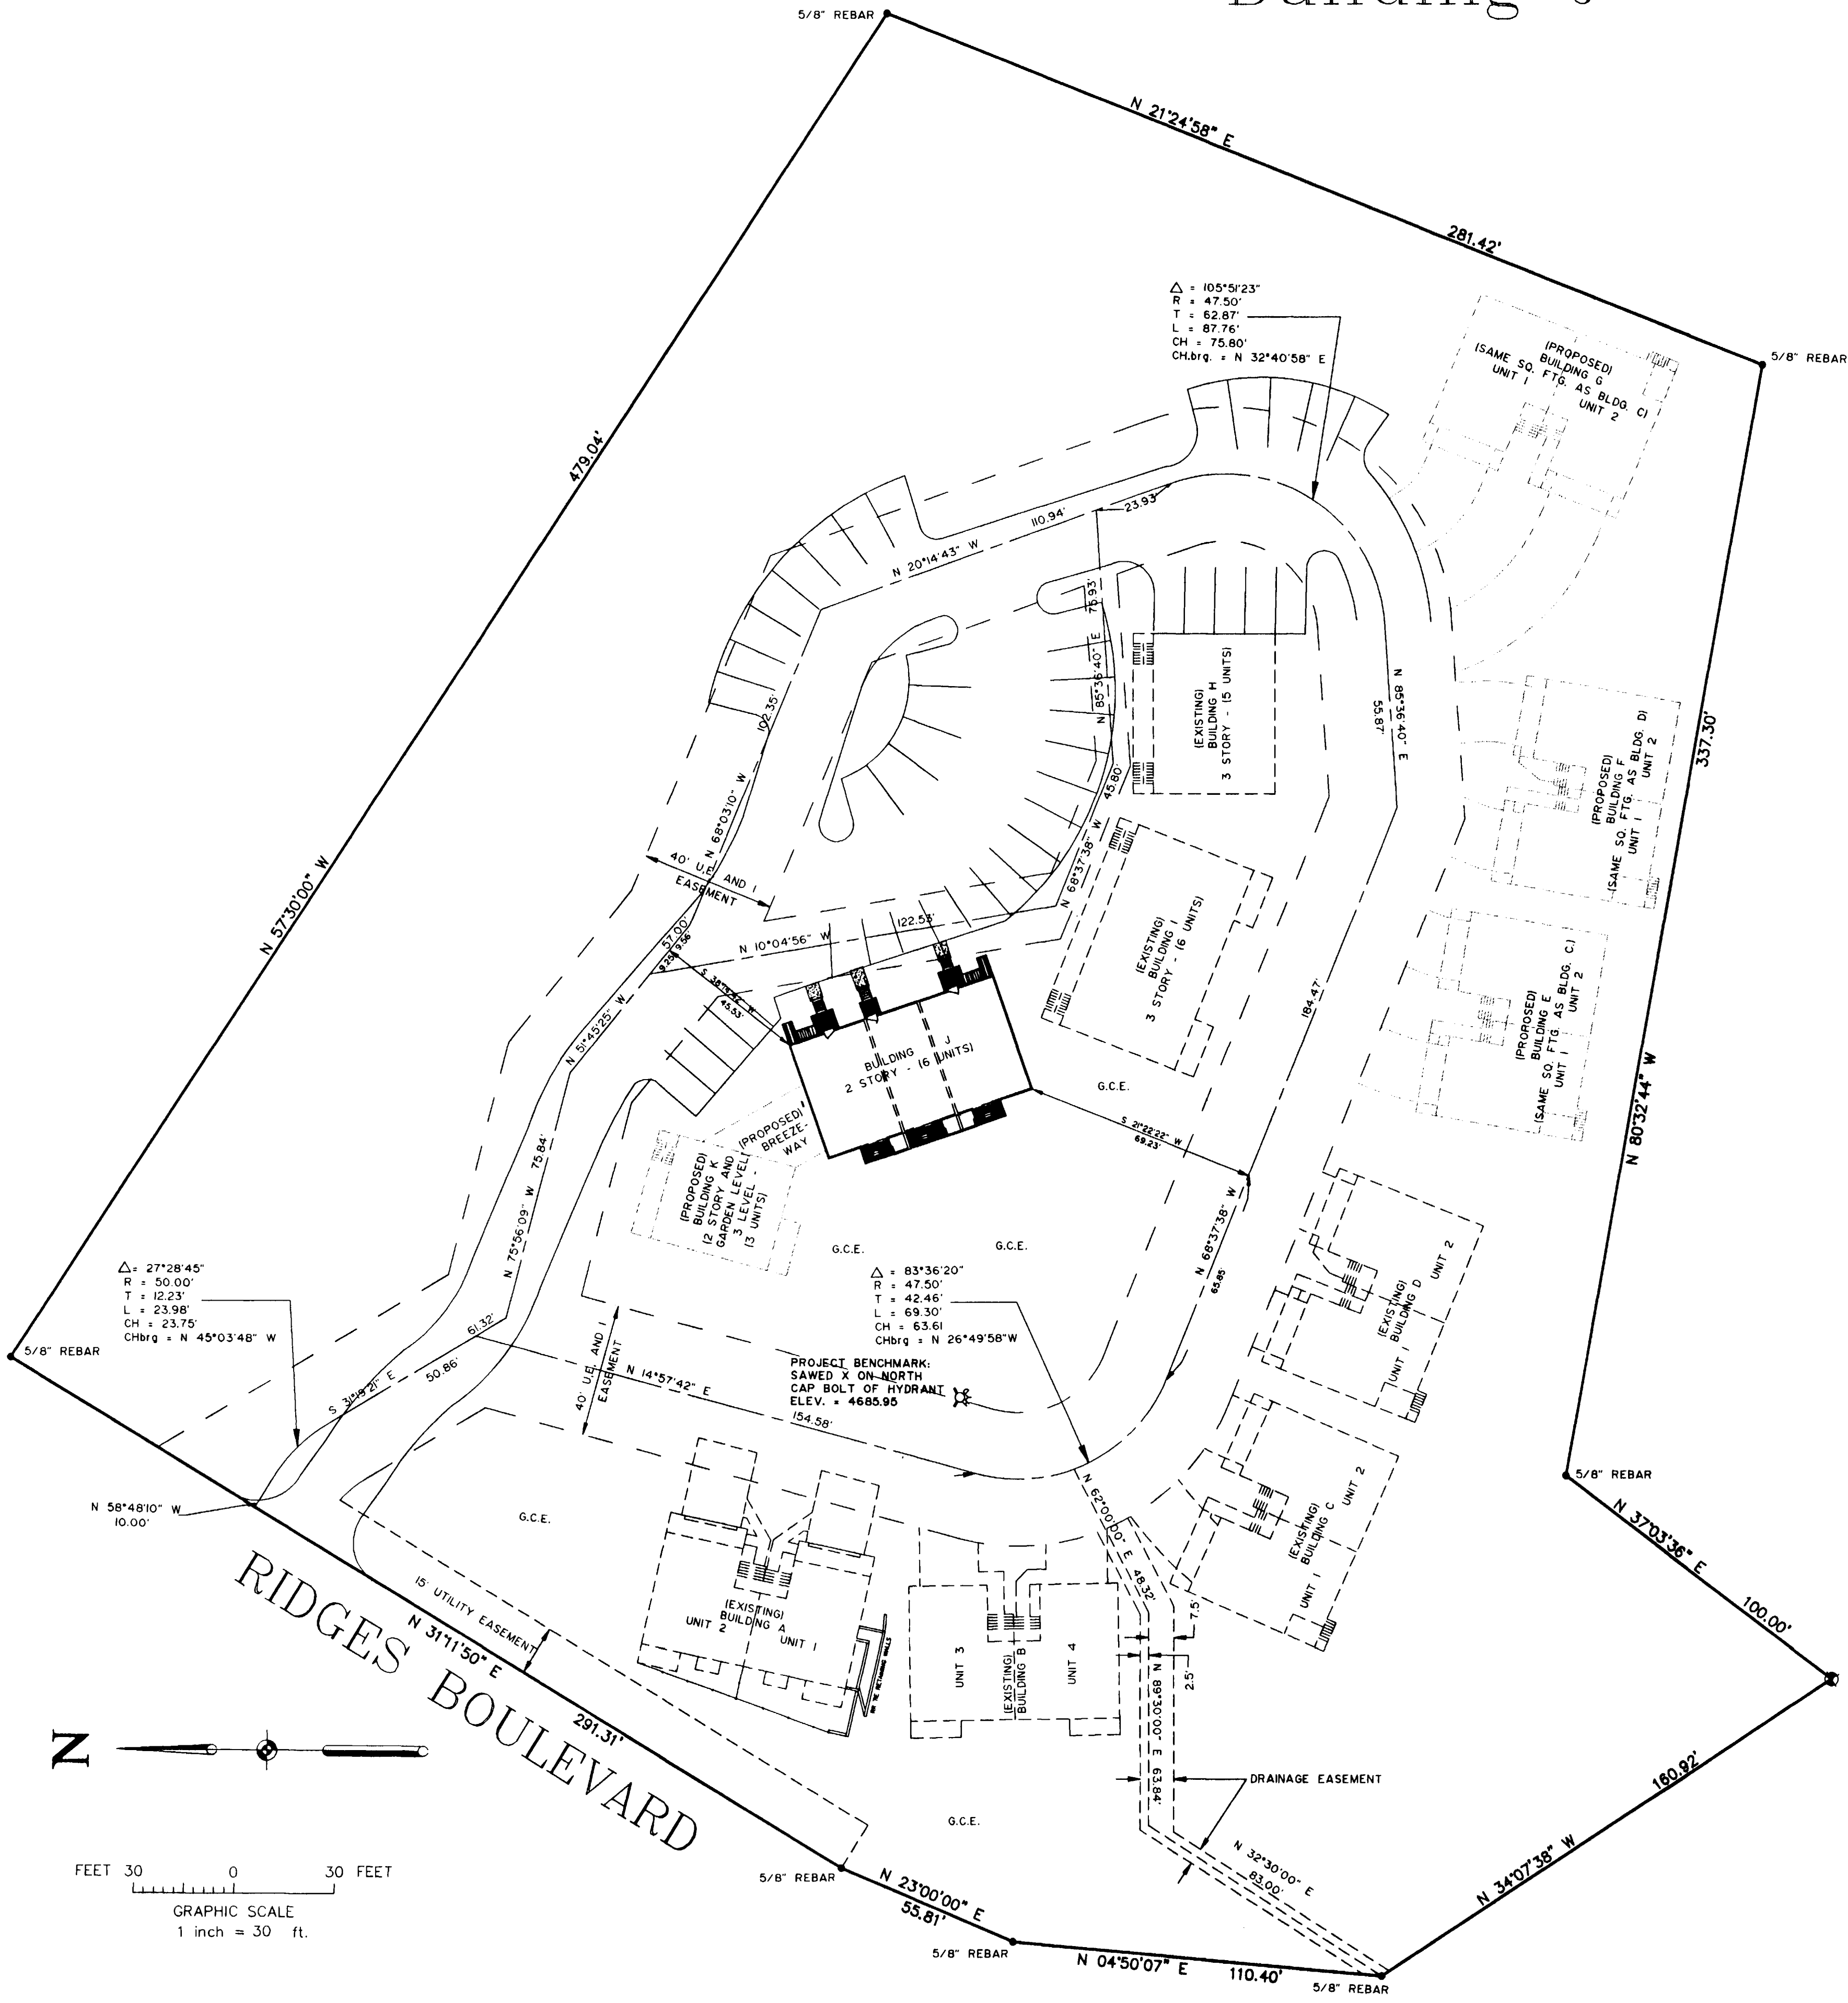 5/8" REBAR
N 21°24'58" E
281.42'
5/8" REBAR
479.04'
N 57°30'00" W
△ = 105°51'23"
R = 47.50'
T = 62.87'
L = 87.76'
CH = 75.80'
CH.brg. = N 32°40'58" E
(PROPOSED)
BUILDING G
(SAME SQ. FTG. AS BLDG. C)
UNIT 1
UNIT 2
23.93'
110.94'
N 20°14'43" W
75.93'
N 85°36'40" E
(EXISTING)
BUILDING H
3 STORY - (5 UNITS)
N 85°36'40" E
55.87'
337.30'
(PROPOSED)
BUILDING F
(SAME SQ. FTG. AS BLDG. D)
UNIT 1
UNIT 2
102.35'
N 68°03'10" W
45.80'
N 68°37'38" W
40' U,E, AND I
EASEMENT
57.00'
9.56'
122.53'
N 10°04'56" W
45.53'
(EXISTING)
BUILDING I
3 STORY - (6 UNITS)
184.47'
(PROPOSED)
BUILDING E
(SAME SQ. FTG. AS BLDG. C)
UNIT 1
UNIT 2
N 51°45'25" W
BUILDING J
2 STORY - (6 UNITS)
G.C.E.
S 21°22'22" W
69.23'
N 80°32'44" W
(PROPOSED)
BREEZE-
WAY
(PROPOSED)
BUILDING K
(2 STORY AND
GARDEN LEVEL)
3 LEVEL -
(3 UNITS)
75.84'
N 75°56'09" W
N 68°37'38" W
65.85'
G.C.E.
G.C.E.
△= 27°28'45"
R = 50.00'
T = 12.23'
L = 23.98'
CH = 23.75'
CHbrg = N 45°03'48" W
△ = 83°36'20"
R = 47.50'
T = 42.46'
L = 69.30'
CH = 63.61
CHbrg = N 26°49'58"W
(EXISTING)
BUILDING D
UNIT 1
UNIT 2
5/8" REBAR
61.32'
S 31°19'21" E
50.86'
N 14°57'42" E
154.58'
40' U.E. AND I
EASEMENT
PROJECT BENCHMARK:
SAWED X ON NORTH
CAP BOLT OF HYDRANT
ELEV. = 4685.95
5/8" REBAR
N 37°03'36" E
100.00'
N 58°48'10" W
10.00'
G.C.E.
N 62°00'00" E
48.32'
(EXISTING)
BUILDING C
UNIT 1
UNIT 2
15' UTILITY EASEMENT
(EXISTING)
BUILDING A
UNIT 2
UNIT 1
UNIT 3
(EXISTING)
BUILDING B
UNIT 4
7.5'
2.5'
N 89°30'00" E
63.84'
RIDGES BOULEVARD
N 31°11'50" E
291.31'
N
DRAINAGE EASEMENT
G.C.E.
N 32°30'00" E
83.00'
160.92'
N 34°07'38" W
FEET 30 0 30 FEET
GRAPHIC SCALE
1 inch = 30 ft.
5/8" REBAR
N 23°00'00" E
55.81'
5/8" REBAR
N 04°50'07" E
110.40'
5/8" REBAR